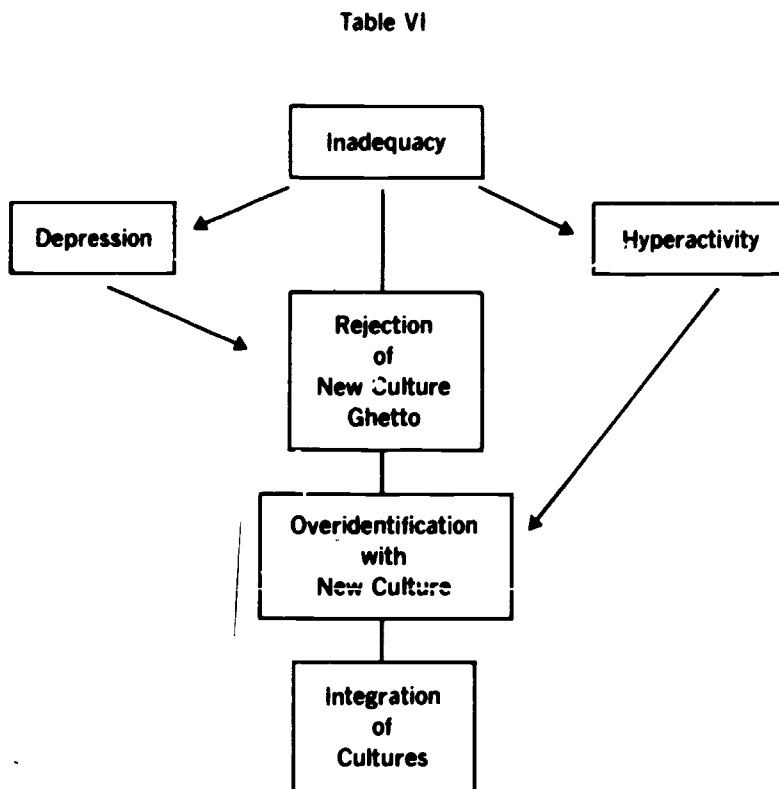 Table VI
Inadequacy
Depression
Hyperactivity
Rejection
of
New Culture
Ghetto
Overidentification
with
New Culture
Integration
of
Cultures